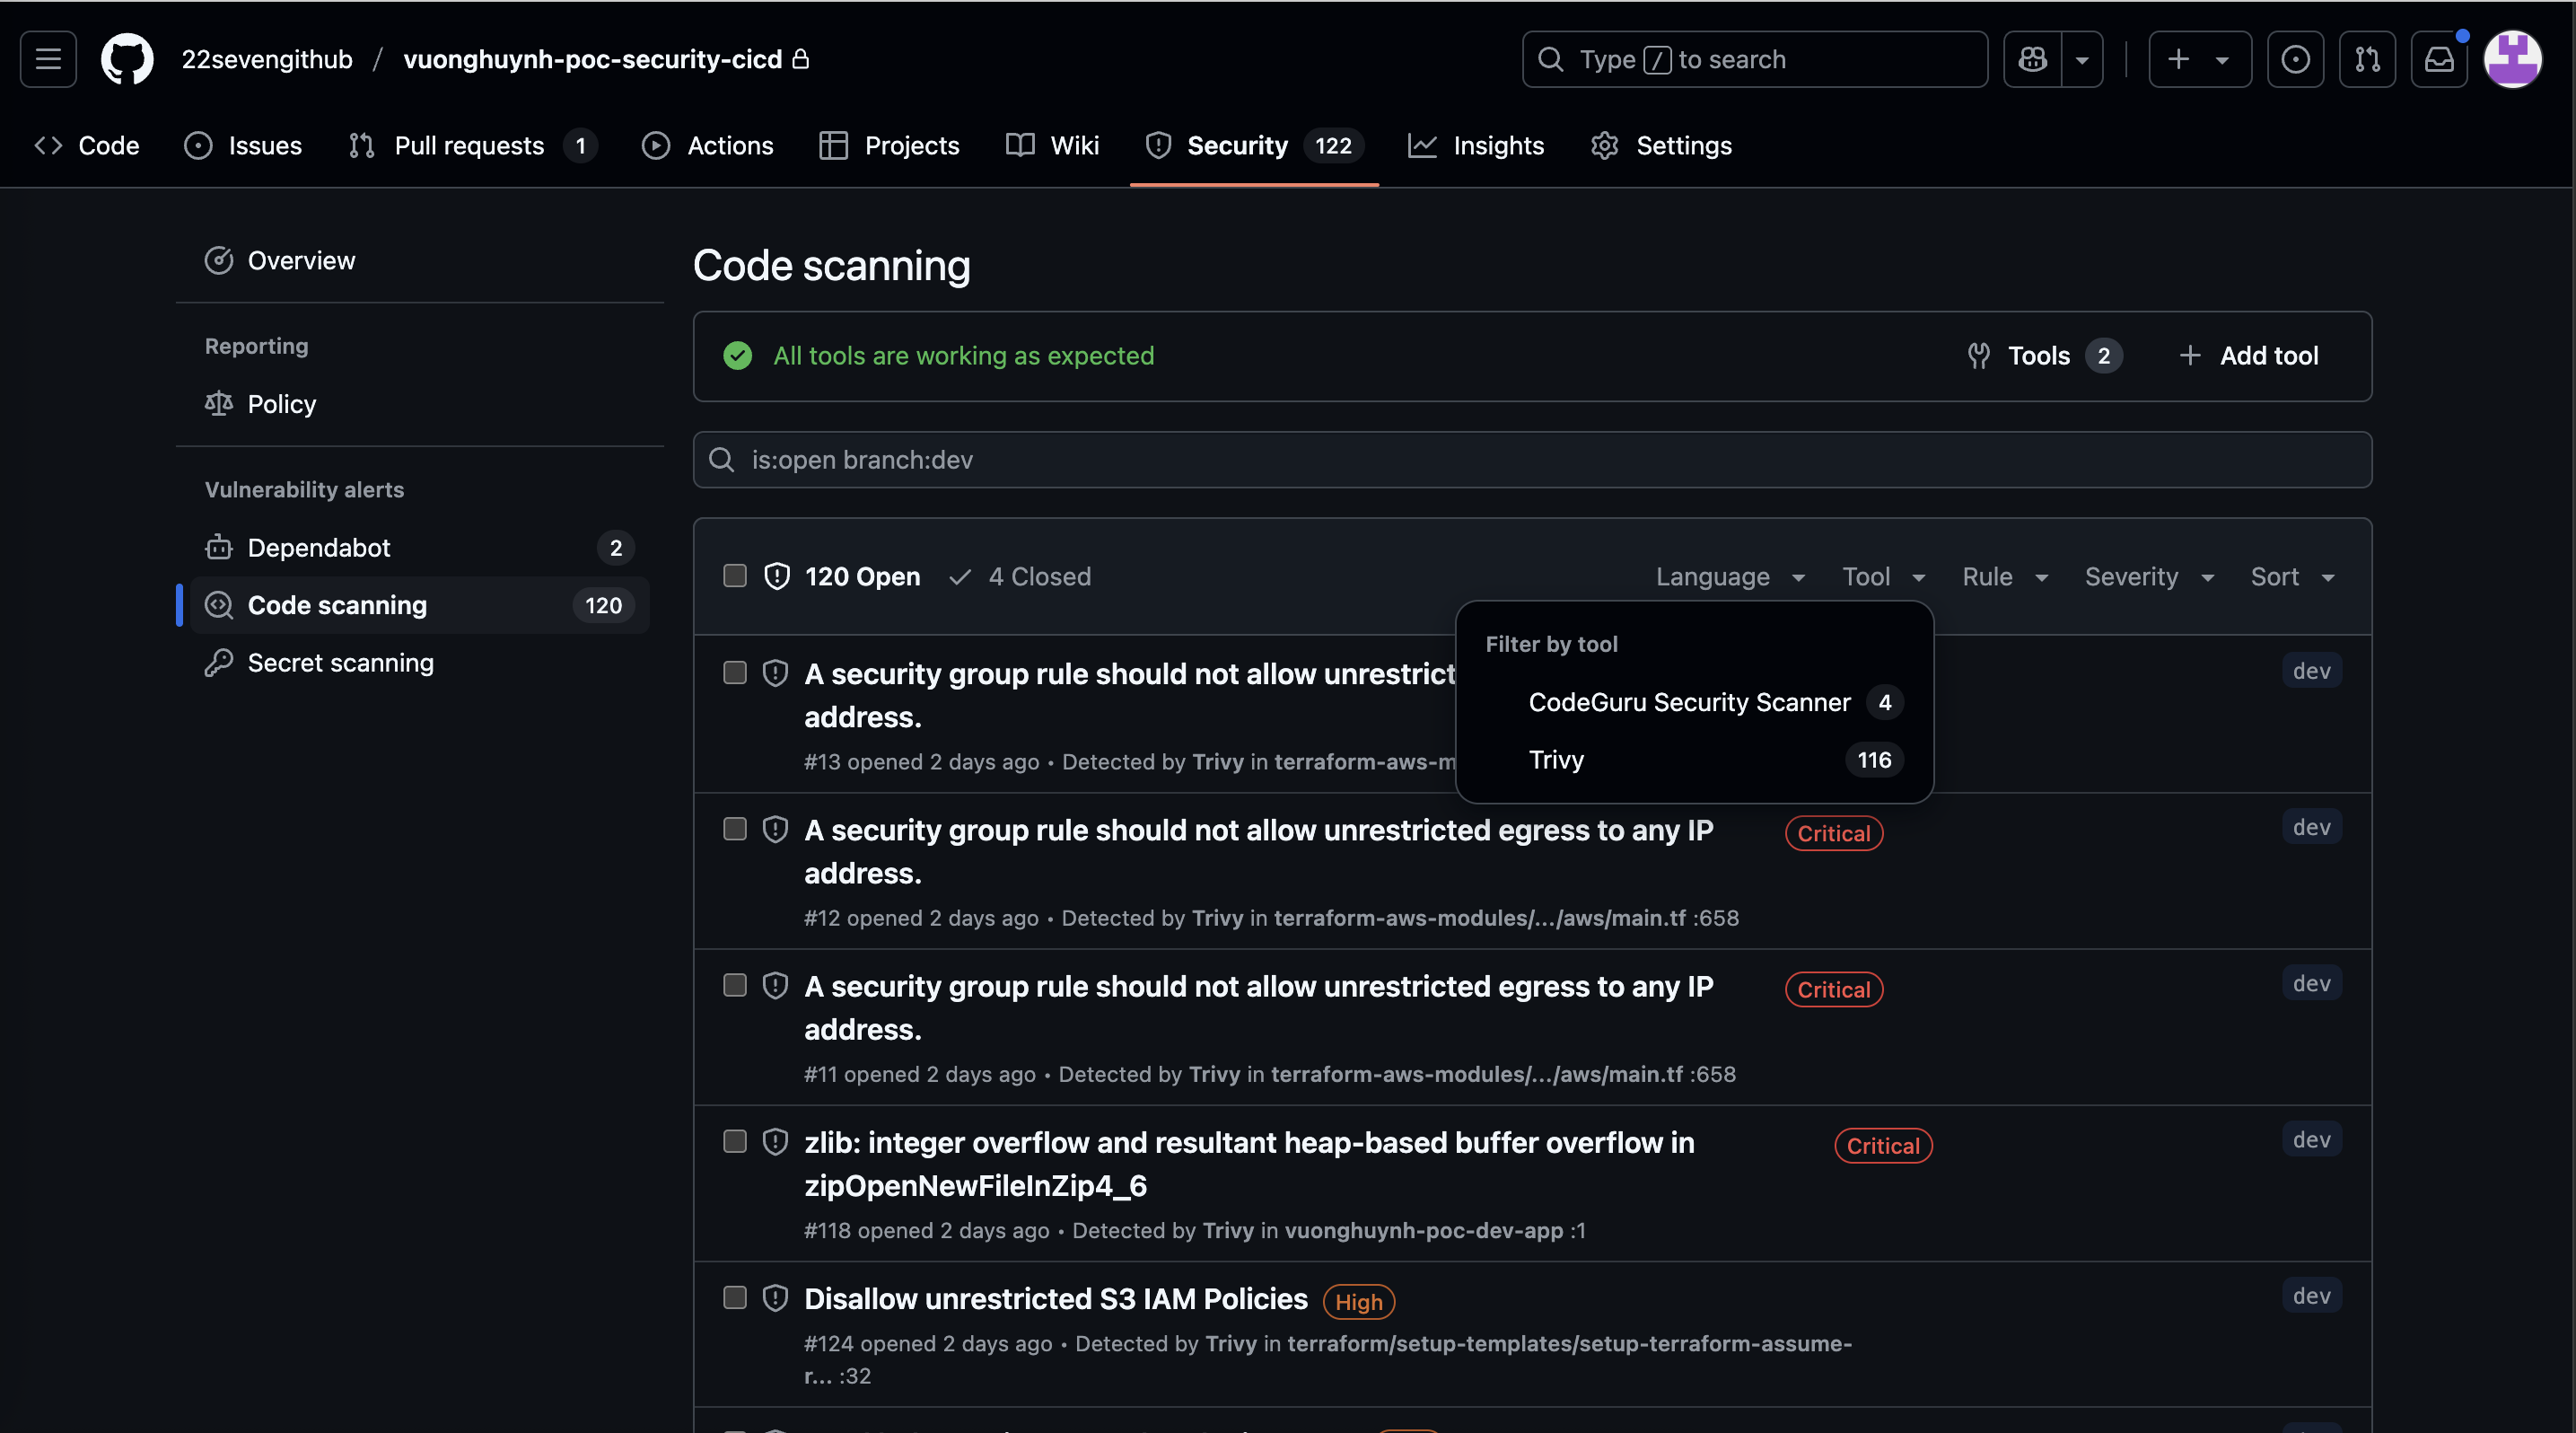 22sevengithub / vuonghuynh-poc-security-cicd
Type / to search
Code
Issues
Pull requests 1
Actions
Projects
Wiki
Security 122
Insights
Settings
Overview
Reporting
Policy
Vulnerability alerts
Dependabot 2
Code scanning 120
Secret scanning
Code scanning
All tools are working as expected
Tools 2
Add tool
is:open branch:dev
120 Open
4 Closed
Language
Tool
Rule
Severity
Sort
Filter by tool
CodeGuru Security Scanner 4
Trivy 116
A security group rule should not allow unrestrict
address.
dev
#13 opened 2 days ago • Detected by Trivy in terraform-aws-m
A security group rule should not allow unrestricted egress to any IP
address.
Critical
dev
#12 opened 2 days ago • Detected by Trivy in terraform-aws-modules/.../aws/main.tf :658
A security group rule should not allow unrestricted egress to any IP
address.
Critical
dev
#11 opened 2 days ago • Detected by Trivy in terraform-aws-modules/.../aws/main.tf :658
zlib: integer overflow and resultant heap-based buffer overflow in
zipOpenNewFileInZip4_6
Critical
dev
#118 opened 2 days ago • Detected by Trivy in vuonghuynh-poc-dev-app :1
Disallow unrestricted S3 IAM Policies
High
dev
#124 opened 2 days ago • Detected by Trivy in terraform/setup-templates/setup-terraform-assume-
r... :32